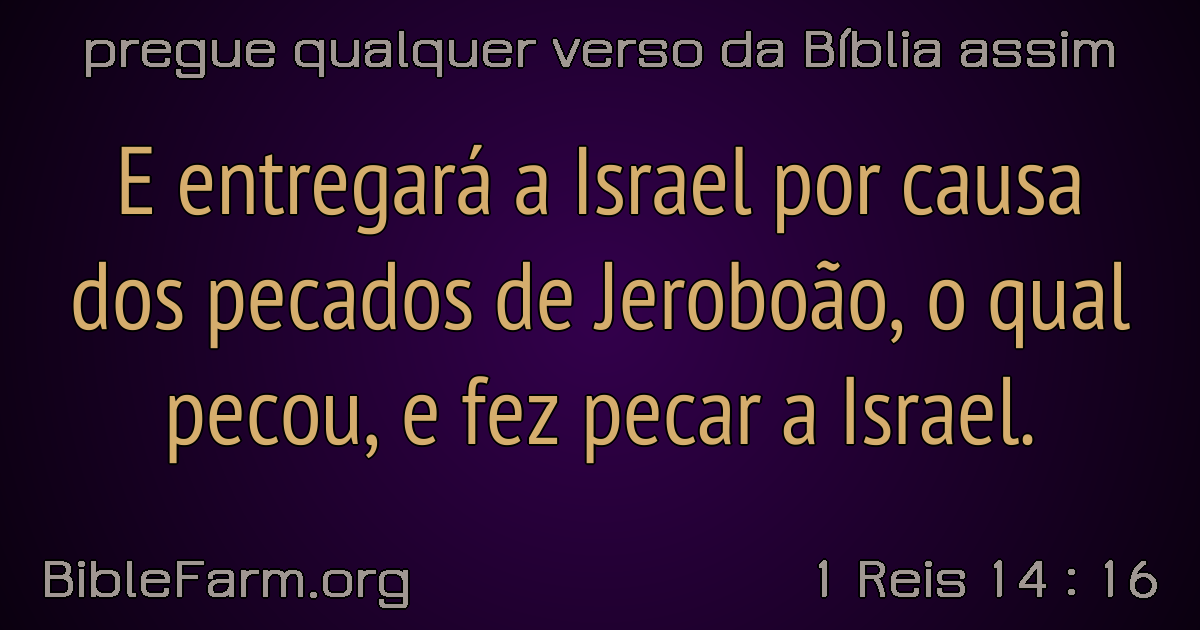 pregue qualquer verso da Bíblia assim
E entregará a Israel por causa
dos pecados de Jeroboão, o qual
pecou, e fez pecar a Israel.
BibleFarm.org
1 Reis 14 : 16